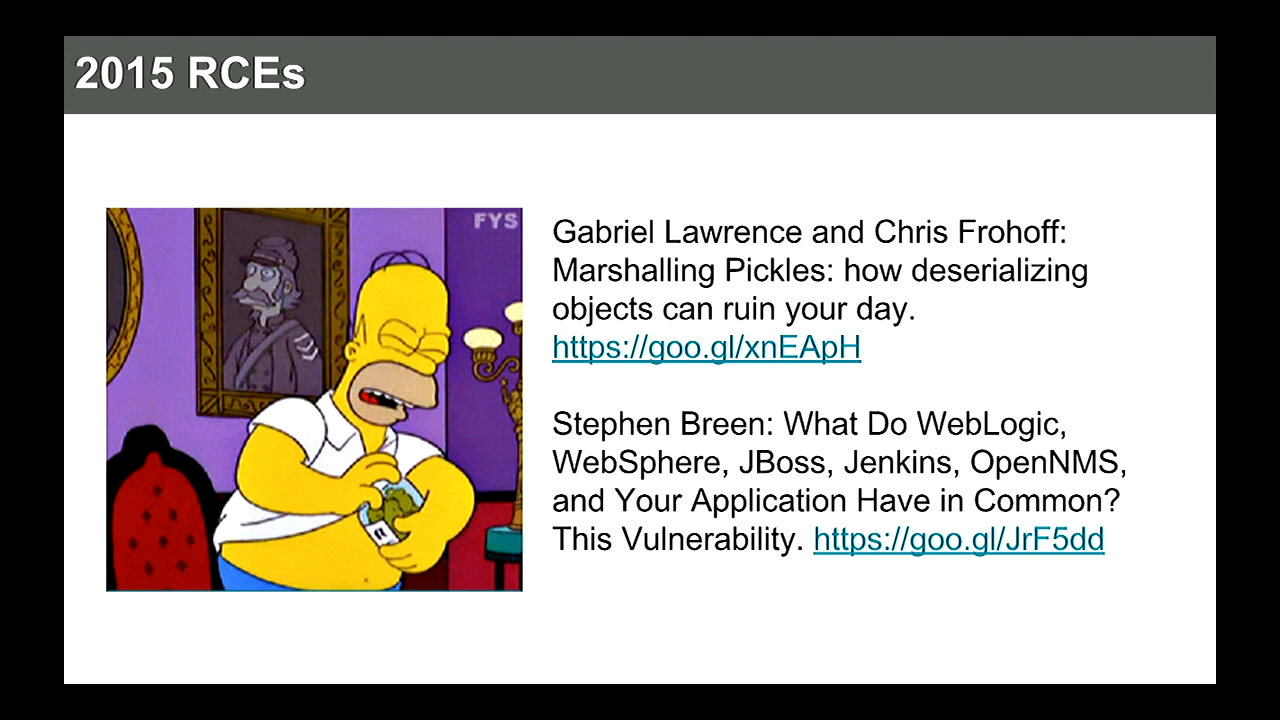 2015 RCEs
FYS
Gabriel Lawrence and Chris Frohoff:
Marshalling Pickles: how deserializing
objects can ruin your day.
https://goo.gl/xnEApH
Stephen Breen: What Do WebLogic,
WebSphere, JBoss, Jenkins, OpenNMS,
and Your Application Have in Common?
This Vulnerability. https://goo.gl/JrF5dd